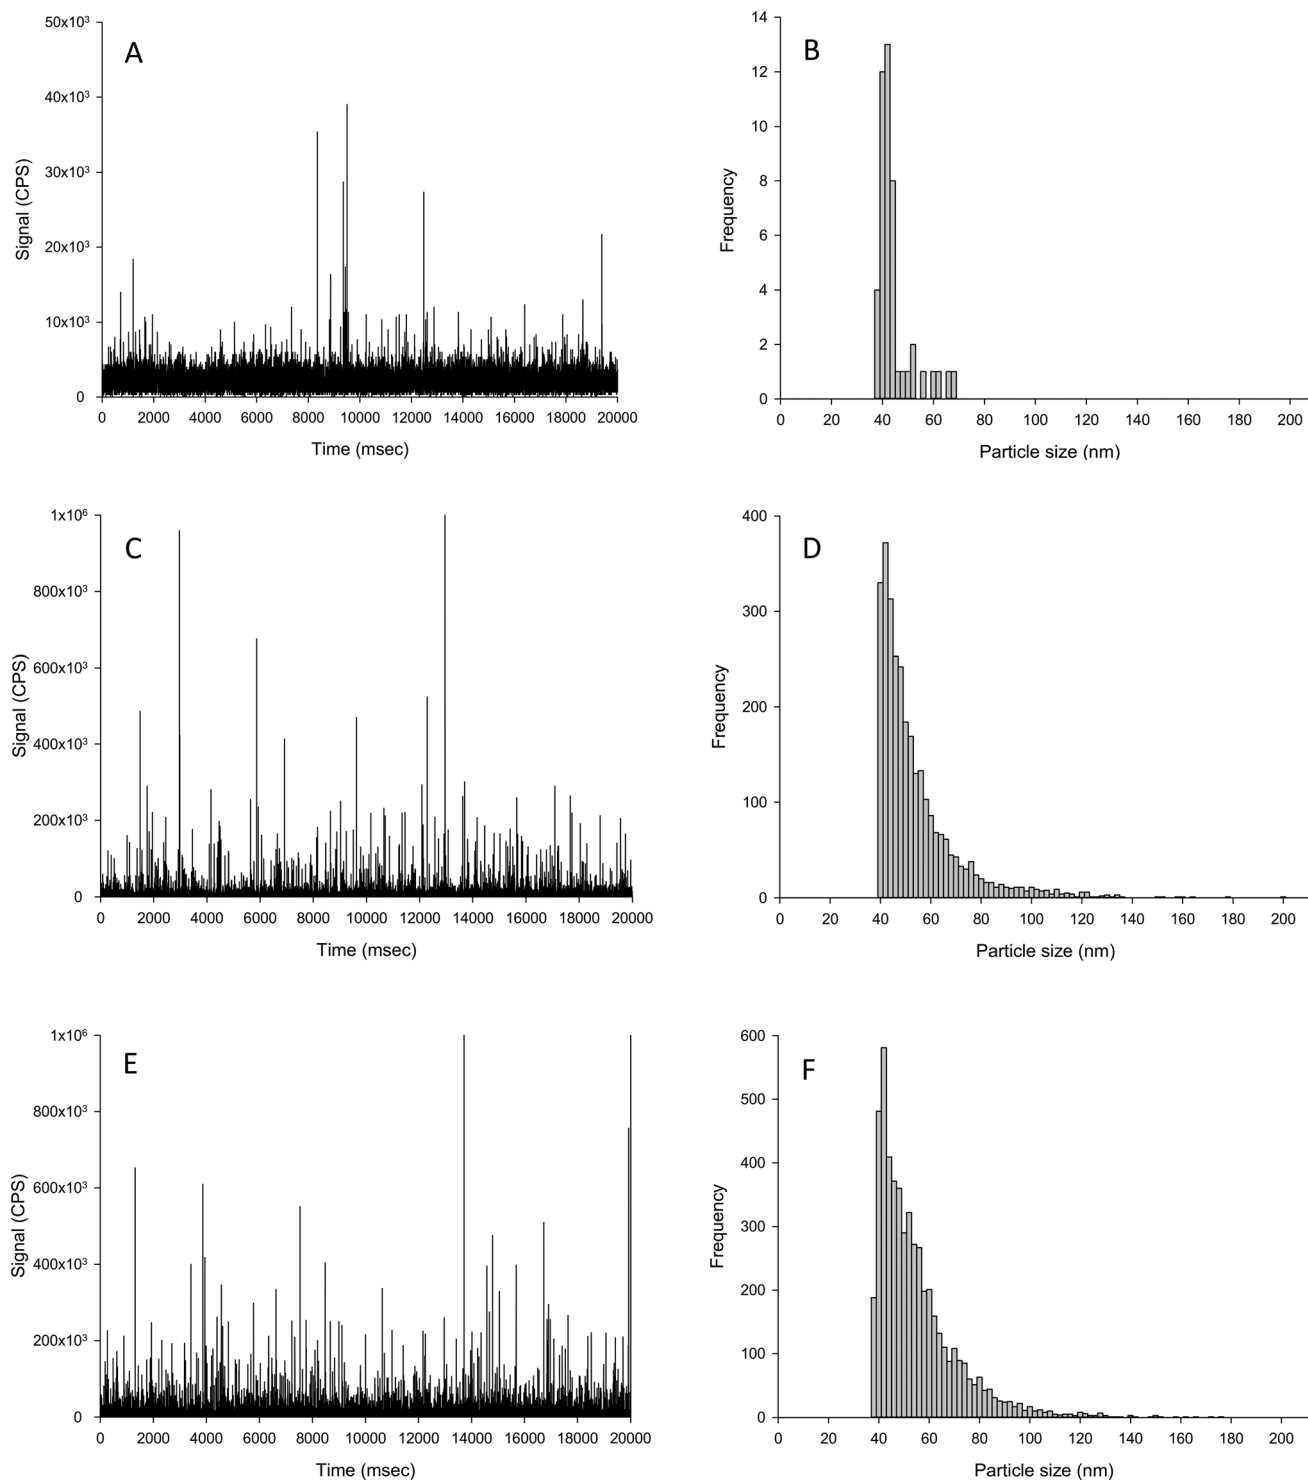 A
Signal (CPS)
50x10³
40x10³
30x10³
20x10³
10x10³
0
0 2000 4000 6000 8000 10000 12000 14000 16000 18000 20000
Time (msec)
B
Frequency
14
12
10
8
6
4
2
0
0 20 40 60 80 100 120 140 160 180 200
Particle size (nm)
C
Signal (CPS)
1x10⁶
800x10³
600x10³
400x10³
200x10³
0
0 2000 4000 6000 8000 10000 12000 14000 16000 18000 20000
Time (msec)
D
Frequency
400
300
200
100
0
0 20 40 60 80 100 120 140 160 180 200
Particle size (nm)
E
Signal (CPS)
1x10⁶
800x10³
600x10³
400x10³
200x10³
0
0 2000 4000 6000 8000 10000 12000 14000 16000 18000 20000
Time (msec)
F
Frequency
600
500
400
300
200
100
0
0 20 40 60 80 100 120 140 160 180 200
Particle size (nm)